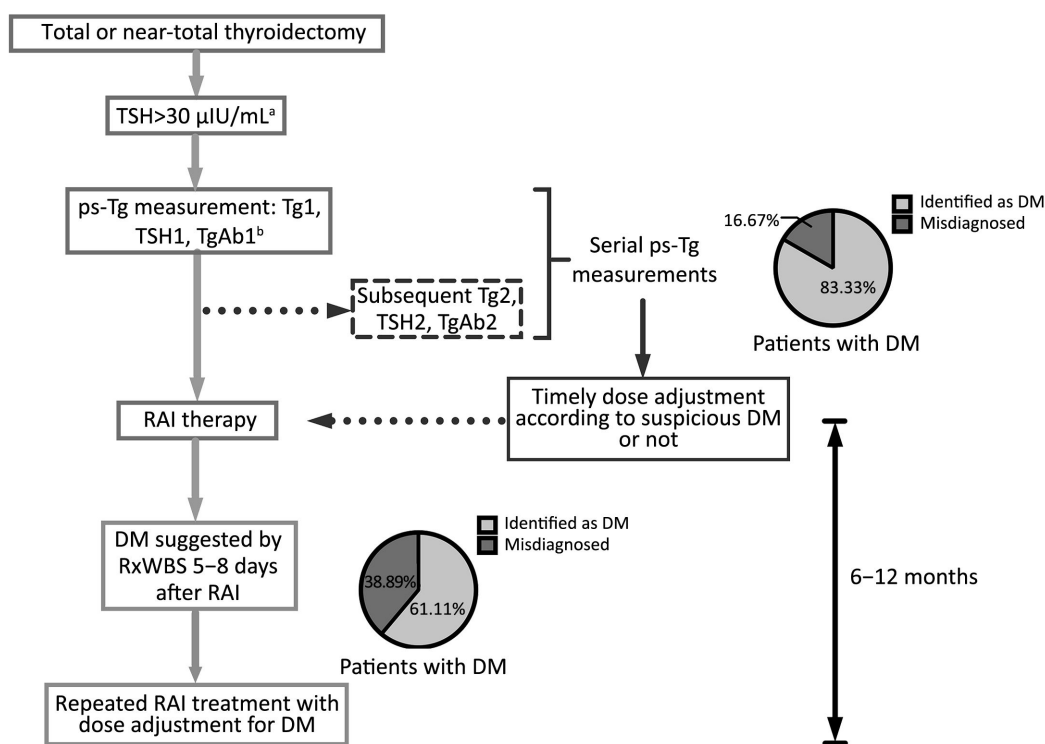 Total or near-total thyroidectomy
TSH>30 µIU/mLᵃ
ps-Tg measurement: Tg1,
TSH1, TgAb1ᵇ
Subsequent Tg2,
TSH2, TgAb2
Serial ps-Tg
measurements
Identified as DM
Misdiagnosed
16.67%
83.33%
Patients with DM
Timely dose adjustment
according to suspicious DM
or not
RAI therapy
DM suggested by
RxWBS 5–8 days
after RAI
Identified as DM
Misdiagnosed
38.89%
61.11%
Patients with DM
6–12 months
Repeated RAI treatment with
dose adjustment for DM